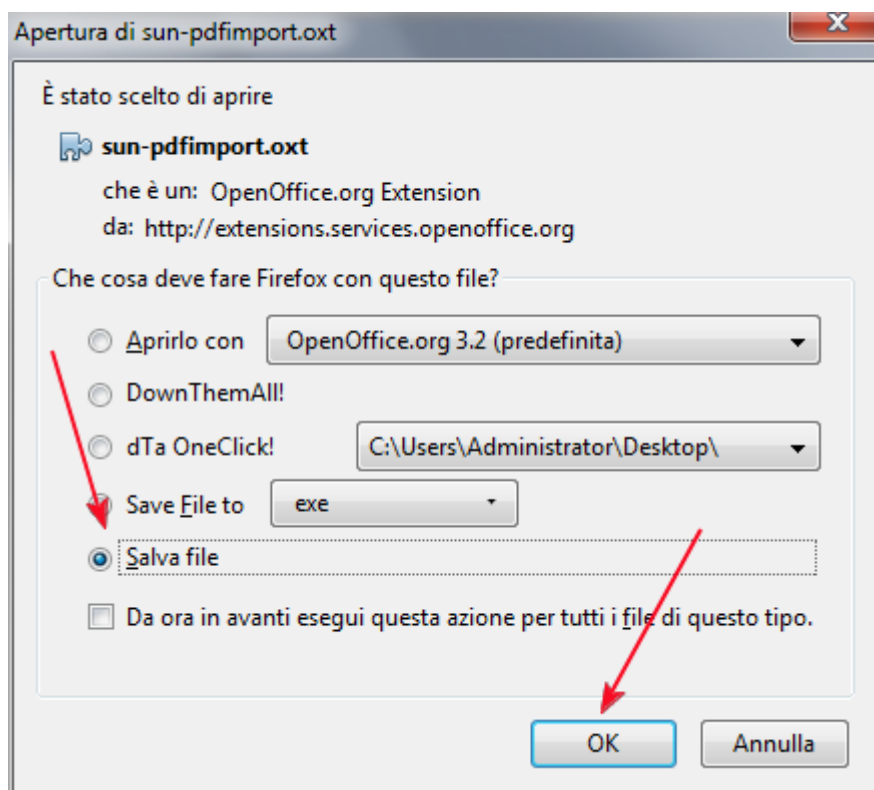 Apertura di sun-pdfimport.oxt
È stato scelto di aprire
sun-pdfimport.oxt
che è un: OpenOffice.org Extension
da: http://extensions.services.openoffice.org
Che cosa deve fare Firefox con questo file?
Aprirlo con OpenOffice.org 3.2 (predefinita)
DownThemAll!
dTa OneClick! C:\Users\Administrator\Desktop\
Save File to exe
Salva file
Da ora in avanti esegui questa azione per tutti i file di questo tipo.
OK Annulla